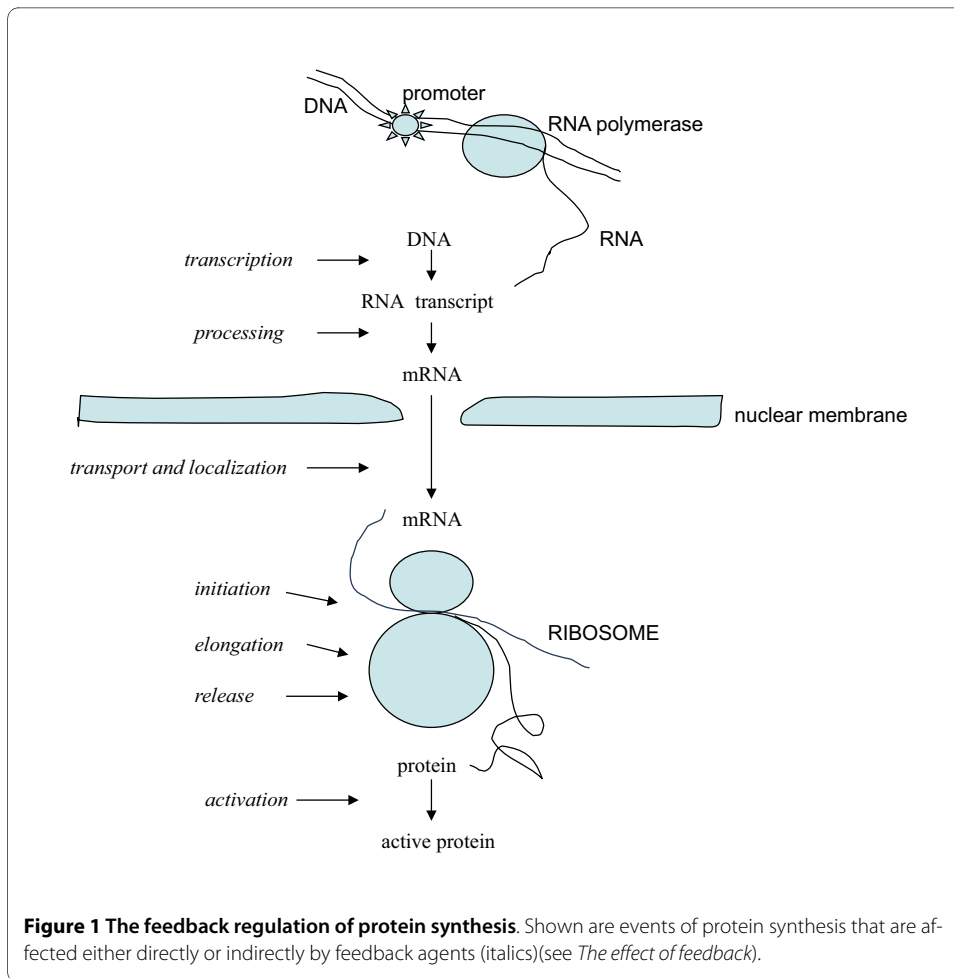 promoter
DNA
RNA polymerase
RNA
DNA
transcription
RNA transcript
processing
mRNA
nuclear membrane
transport and localization
mRNA
initiation
RIBOSOME
elongation
release
protein
activation
active protein
Figure 1 The feedback regulation of protein synthesis. Shown are events of protein synthesis that are af-
fected either directly or indirectly by feedback agents (italics)(see The effect of feedback).